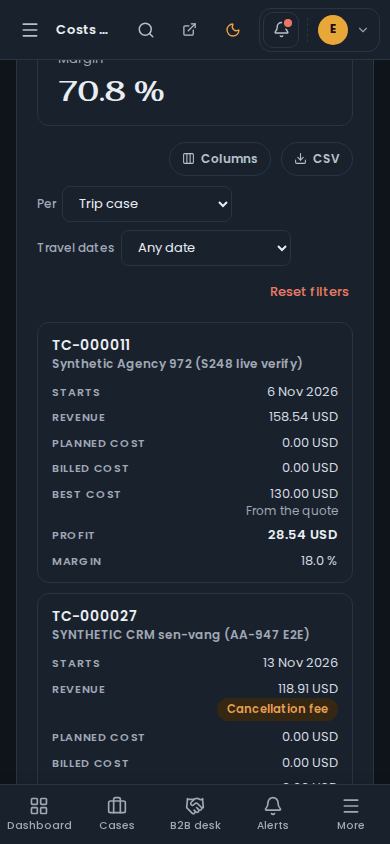 Costs ...
E
Margin
70.8 %
Columns
CSV
Per
Trip case
Travel dates
Any date
Reset filters
TC-000011
Synthetic Agency 972 (S248 live verify)
STARTS
6 Nov 2026
REVENUE
158.54 USD
PLANNED COST
0.00 USD
BILLED COST
0.00 USD
BEST COST
130.00 USD
From the quote
PROFIT
28.54 USD
MARGIN
18.0 %
TC-000027
SYNTHETIC CRM sen-vang (AA-947 E2E)
STARTS
13 Nov 2026
REVENUE
118.91 USD
Cancellation fee
PLANNED COST
0.00 USD
BILLED COST
0.00 USD
Dashboard
Cases
B2B desk
Alerts
More